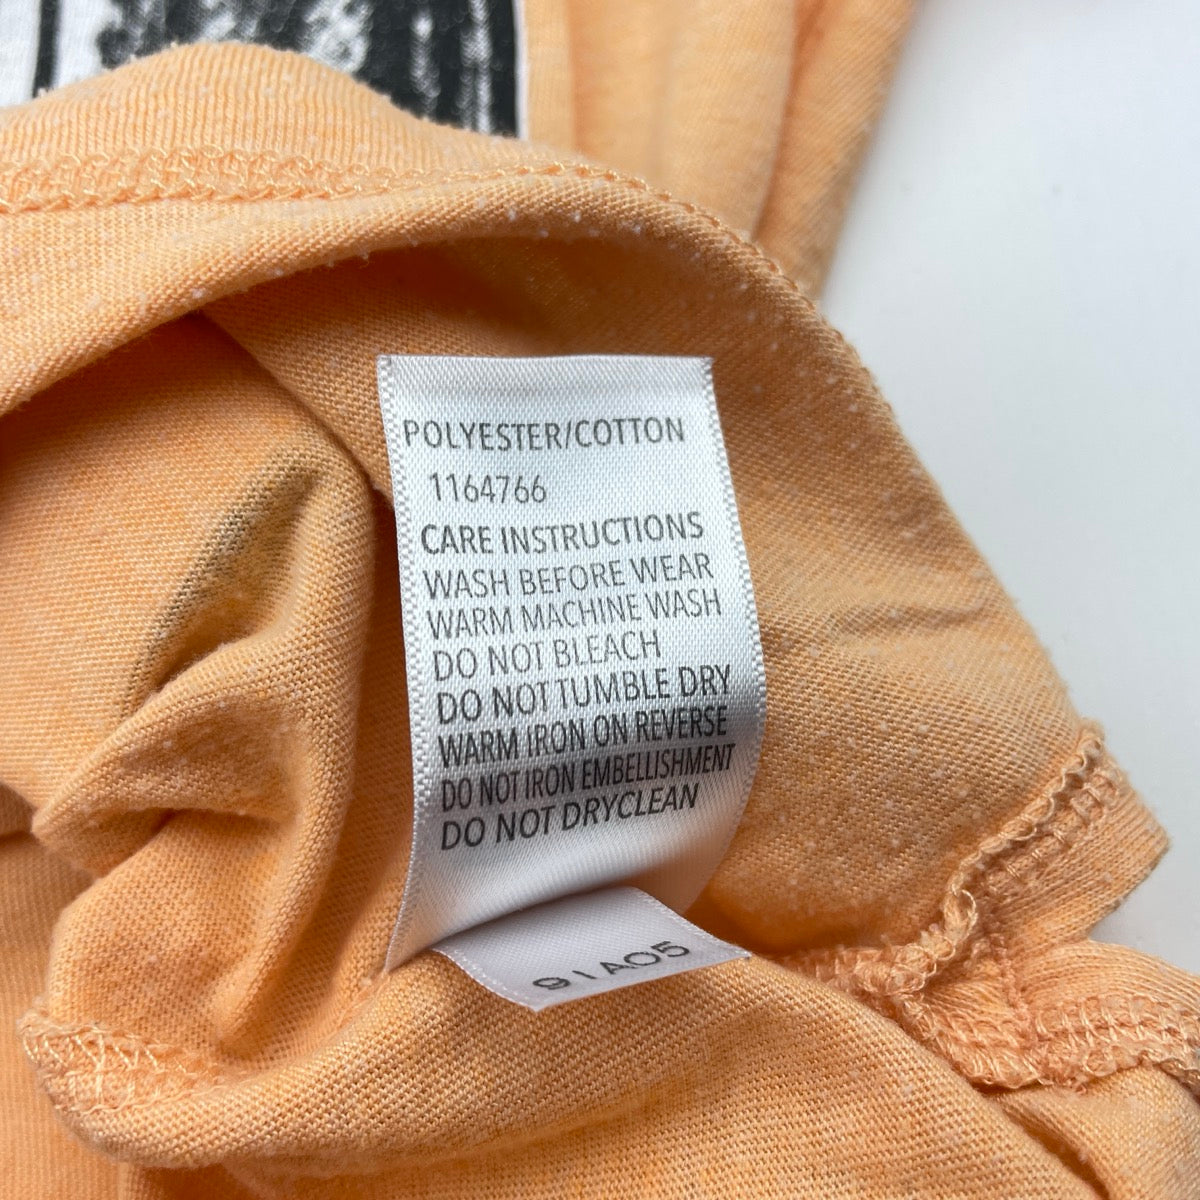 POLYESTER/COTTON
1164766
CARE INSTRUCTIONS
WASH BEFORE WEAR
WARM MACHINE WASH
DO NOT BLEACH
DO NOT TUMBLE DRY
WARM IRON ON REVERSE
DO NOT IRON EMBELLISHMENT
DO NOT DRYCLEAN
91A05